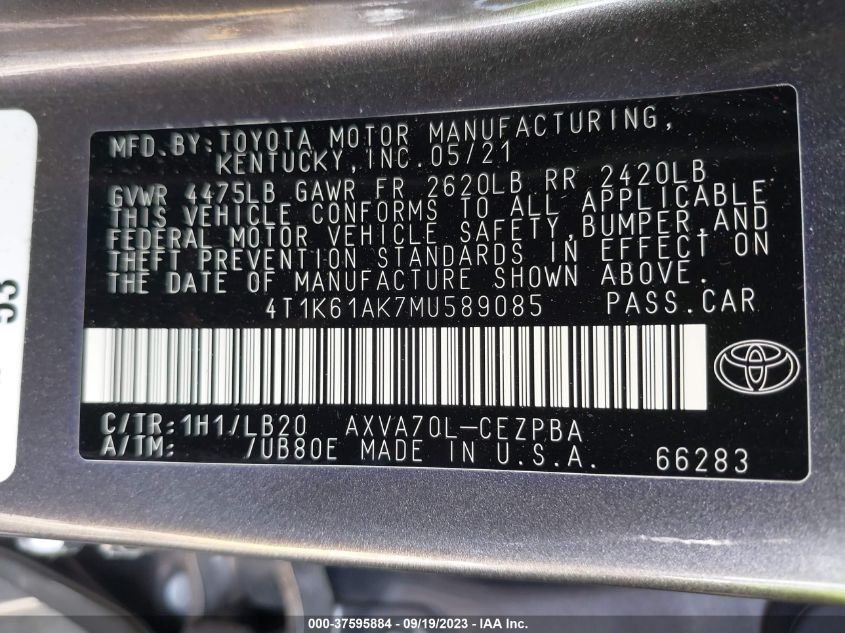 MFD. BY: TOYOTA MOTOR MANUFACTURING,
KENTUCKY, INC. 05/21
GVWR 4475LB GAWR FR 2620LB RR 2420LB
THIS VEHICLE CONFORMS TO ALL APPLICABLE
FEDERAL MOTOR VEHICLE SAFETY, BUMPER, AND
THEFT PREVENTION STANDARDS IN EFFECT ON
THE DATE OF MANUFACTURE SHOWN ABOVE.
4T1K61AK7MU589085 PASS.CAR
C/TR: 1H1/LB20 AXVA70L-CEZPBA
A/TM: /UB80E MADE IN U.S.A. 66283
53
000-37595884 - 09/19/2023 - IAA Inc.